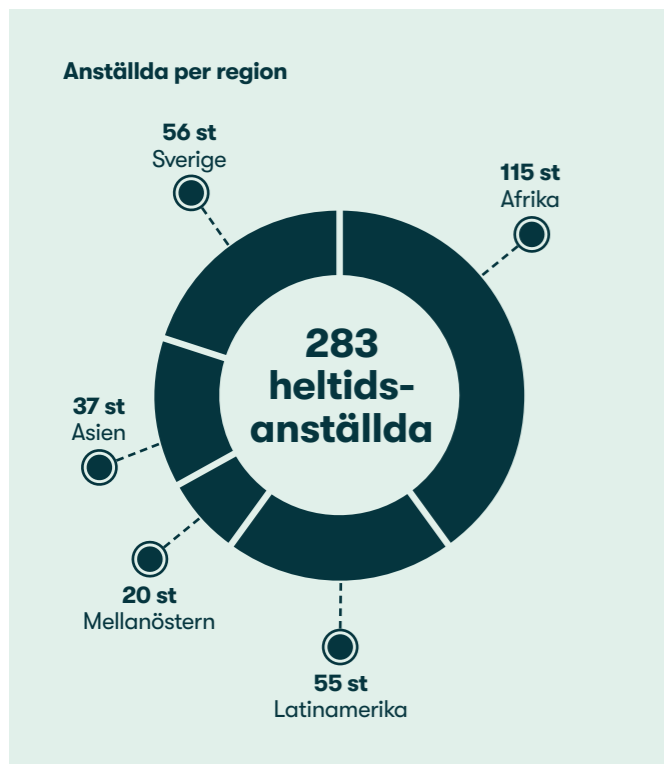 Anställda per region
56 st
Sverige
115 st
Afrika
283
heltids-
anställda
37 st
Asien
20 st
Mellanöstern
55 st
Latinamerika